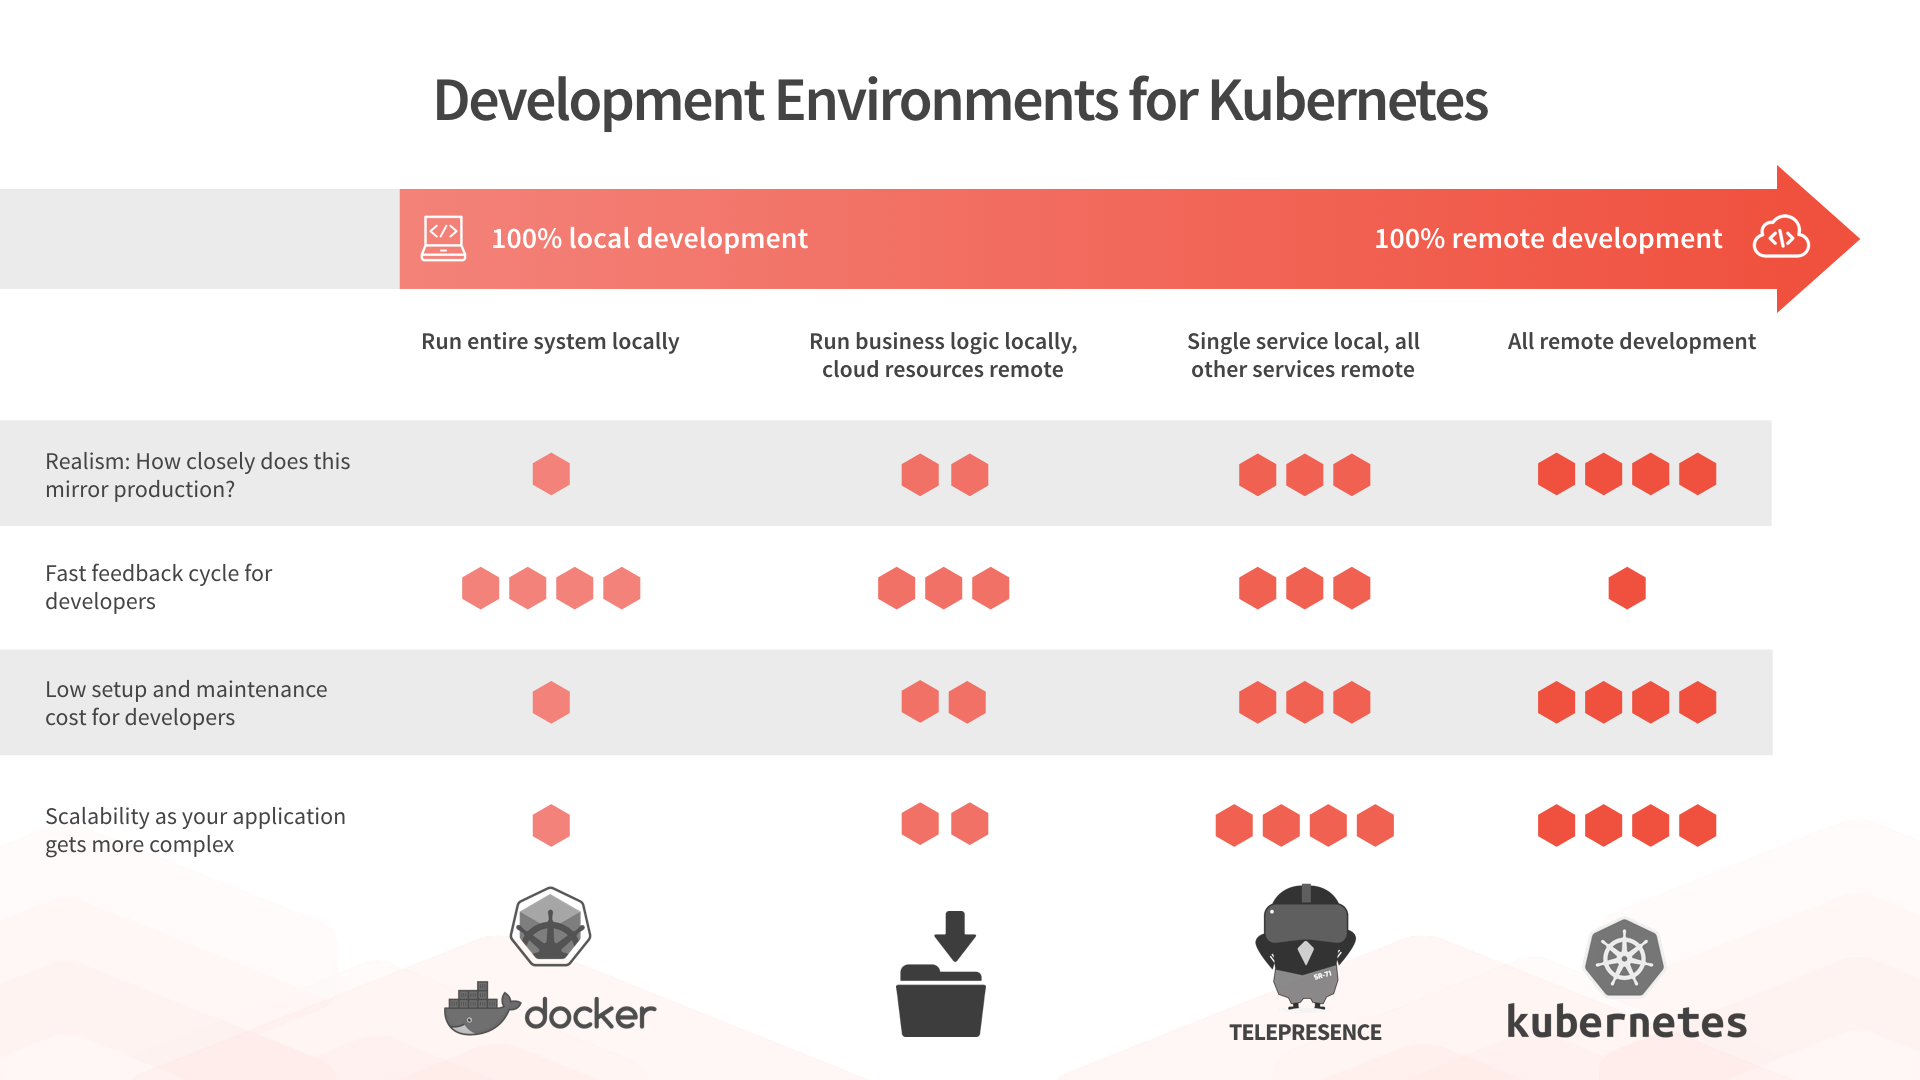 Development Environments for Kubernetes
100% local development
100% remote development
Run entire system locally
Run business logic locally,
cloud resources remote
Single service local, all
other services remote
All remote development
Realism: How closely does this
mirror production?
Fast feedback cycle for
developers
Low setup and maintenance
cost for developers
Scalability as your application
gets more complex
docker
SR-71
TELEPRESENCE
kubernetes